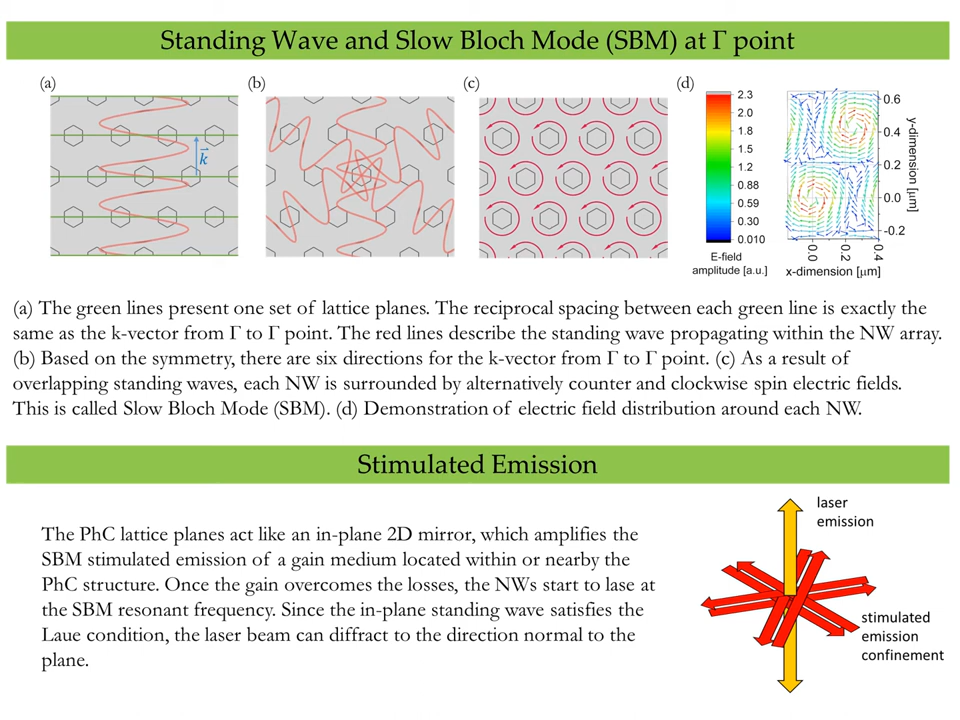 Standing Wave and Slow Bloch Mode (SBM) at Γ point
(a)
(b)
(c)
(d)
k
2.3
2.0
1.8
1.5
1.2
0.88
0.59
0.30
0.010
E-field
amplitude [a.u.]
0.6
0.4
0.2
0.0
-0.2
y-dimension [µm]
0.0
0.2
0.4
x-dimension [µm]
(a) The green lines present one set of lattice planes. The reciprocal spacing between each green line is exactly the
same as the k-vector from Γ to Γ point. The red lines describe the standing wave propagating within the NW array.
(b) Based on the symmetry, there are six directions for the k-vector from Γ to Γ point. (c) As a result of
overlapping standing waves, each NW is surrounded by alternatively counter and clockwise spin electric fields.
This is called Slow Bloch Mode (SBM). (d) Demonstration of electric field distribution around each NW.
Stimulated Emission
The PhC lattice planes act like an in-plane 2D mirror, which amplifies the
SBM stimulated emission of a gain medium located within or nearby the
PhC structure. Once the gain overcomes the losses, the NWs start to lase at
the SBM resonant frequency. Since the in-plane standing wave satisfies the
Laue condition, the laser beam can diffract to the direction normal to the
plane.
laser
emission
stimulated
emission
confinement